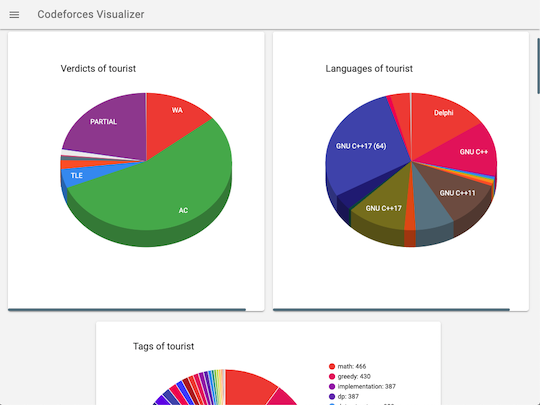 Codeforces Visualizer
Verdicts of tourist
WA
PARTIAL
TLE
AC
Languages of tourist
Delphi
GNU C++
GNU C++17 (64)
GNU C++11
GNU C++17
Tags of tourist
math: 466
greedy: 430
implementation: 387
dp: 387